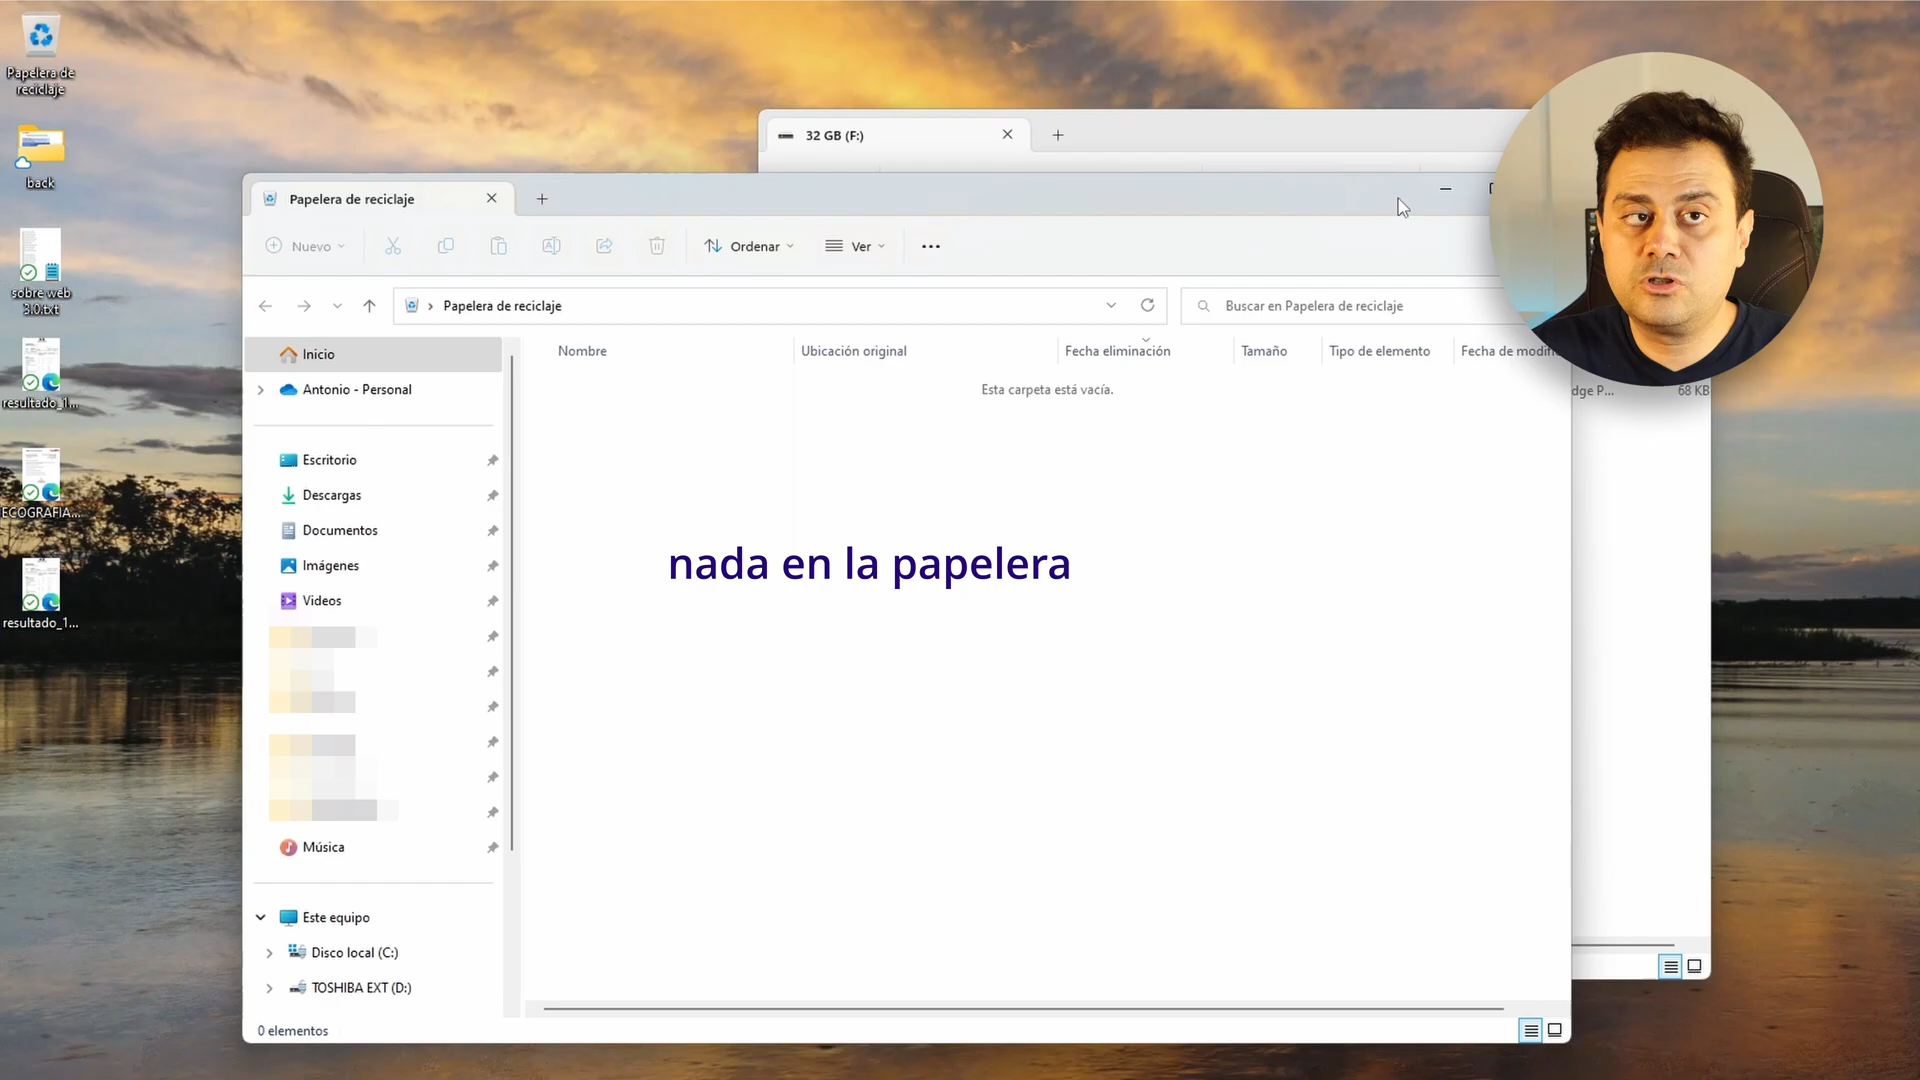 Papelera de
reciclaje
back
sobre web
3.0.txt
resultado_1...
ECOGRAFIA...
resultado_1...
32 GB (F:)
Papelera de reciclaje
Nuevo
Ordenar
Ver
Papelera de reciclaje
Buscar en Papelera de reciclaje
Inicio
Antonio - Personal
Escritorio
Descargas
Documentos
Imágenes
Videos
Música
Este equipo
Disco local (C:)
TOSHIBA EXT (D:)
Nombre
Ubicación original
Fecha eliminación
Tamaño
Tipo de elemento
Fecha de modifi
Esta carpeta está vacía.
dge P...
68 KB
nada en la papelera
0 elementos